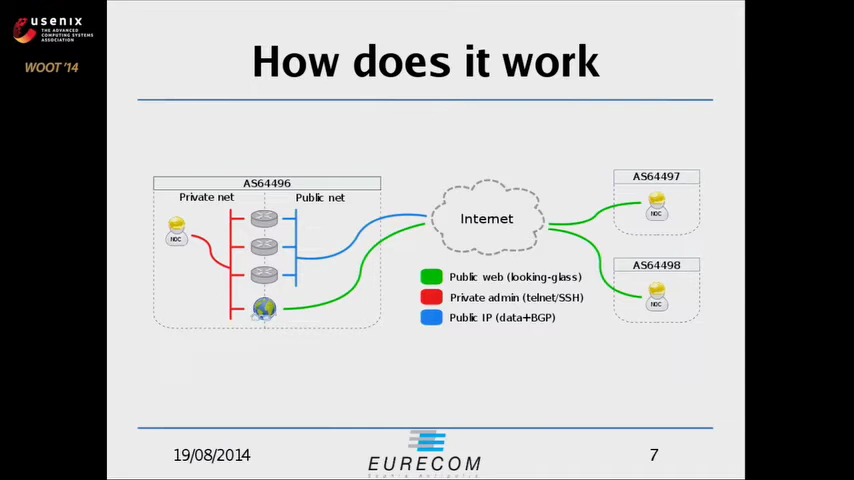 usenix
THE ADVANCED
COMPUTING SYSTEMS
ASSOCIATION
WOOT '14
How does it work
AS64496
Private net
Public net
NOC
Internet
AS64497
NOC
AS64498
NOC
Public web (looking-glass)
Private admin (telnet/SSH)
Public IP (data+BGP)
19/08/2014
EURECOM
Sophia Antipolis
7